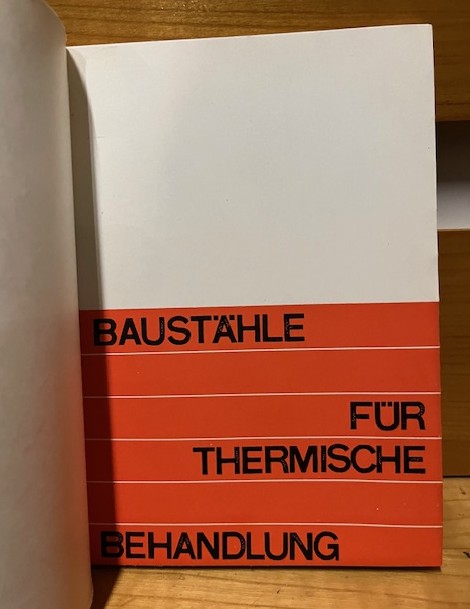 BAUSTÄHLE
FÜR
THERMISCHE
BEHANDLUNG